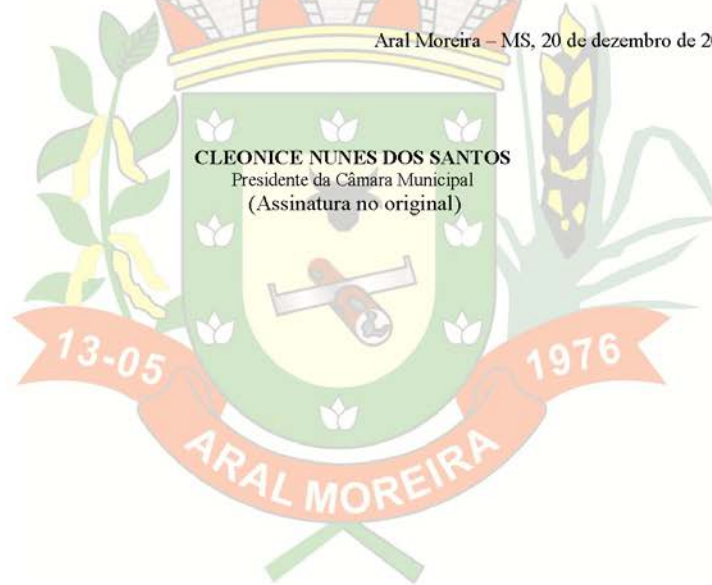 Aral Moreira – MS, 20 de dezembro de
CLEONICE NUNES DOS SANTOS
Presidente da Câmara Municipal
(Assinatura no original)
13-05
1976
ARAL MOREIRA